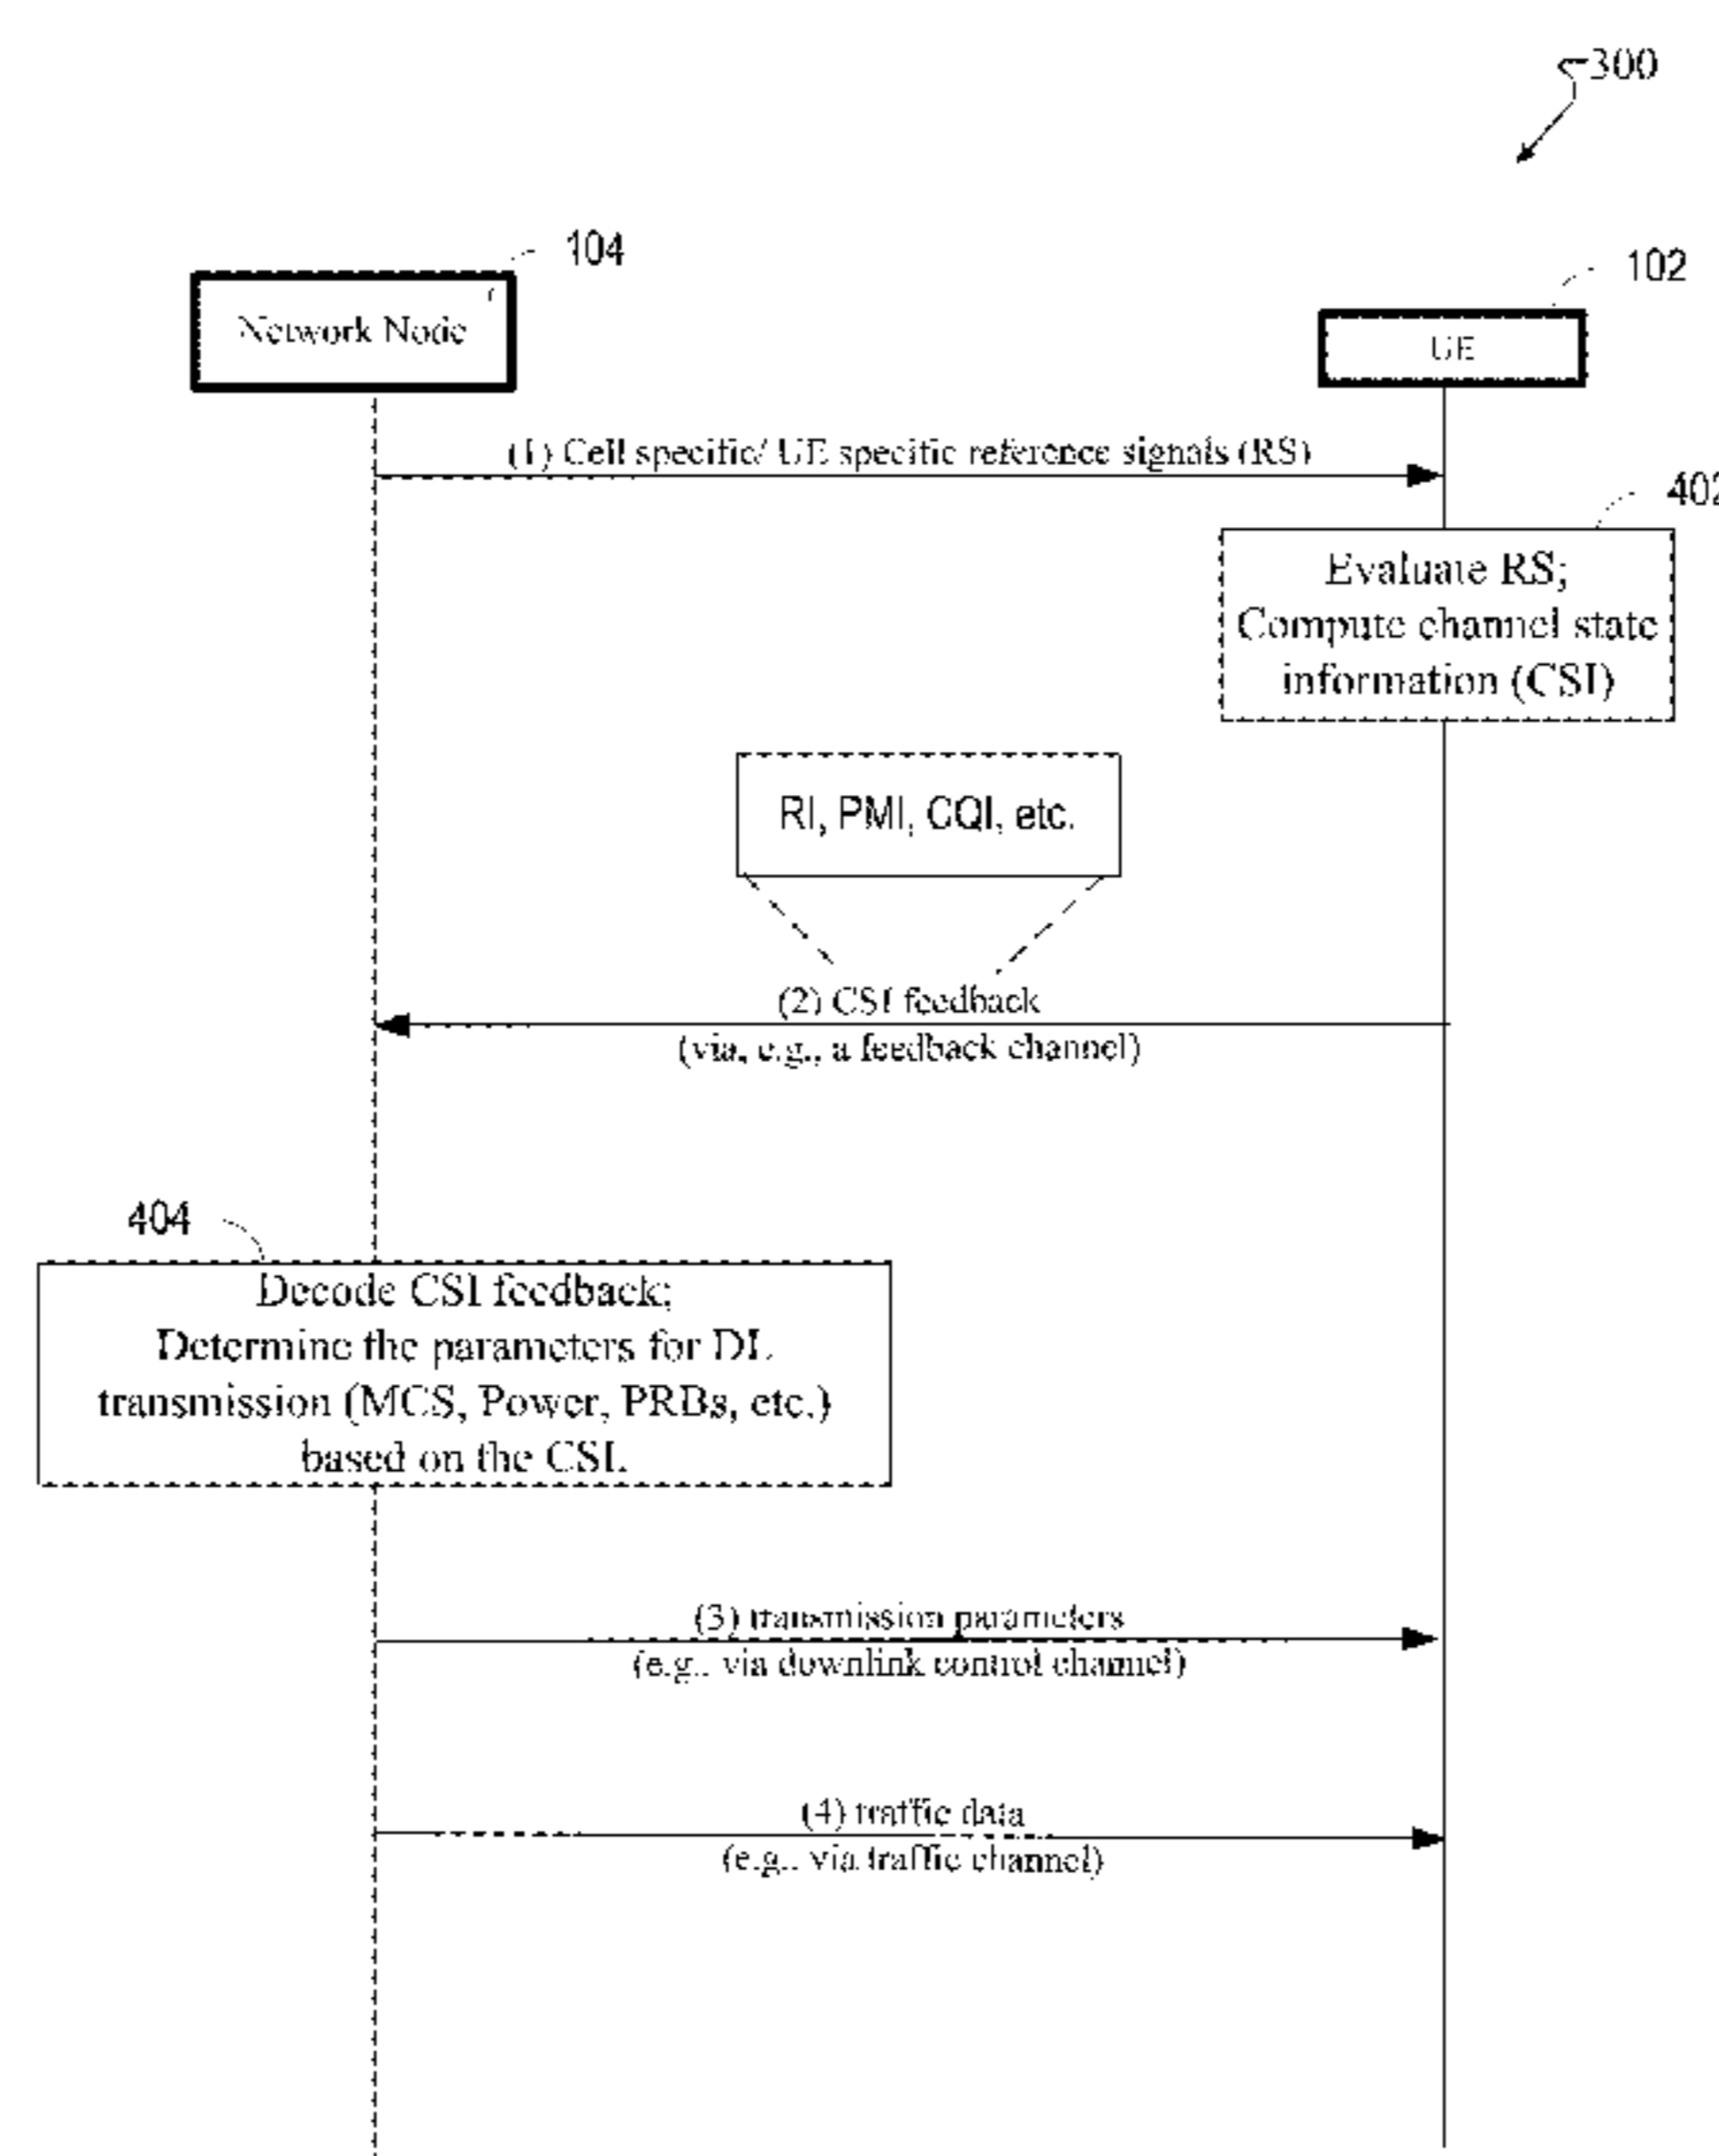 300
104
Network Node
102
UE
(1) Cell specific/ UE specific reference signals (RS)
402
Evaluate RS;
Compute channel state
information (CSI)
RI, PMI, CQI, etc.
(2) CSI feedback
(via, e.g., a feedback channel)
404
Decode CSI feedback;
Determine the parameters for DL
transmission (MCS, Power, PRBs, etc.)
based on the CSI.
(3) transmission parameters
(e.g., via downlink control channel)
(4) traffic data
(e.g., via traffic channel)